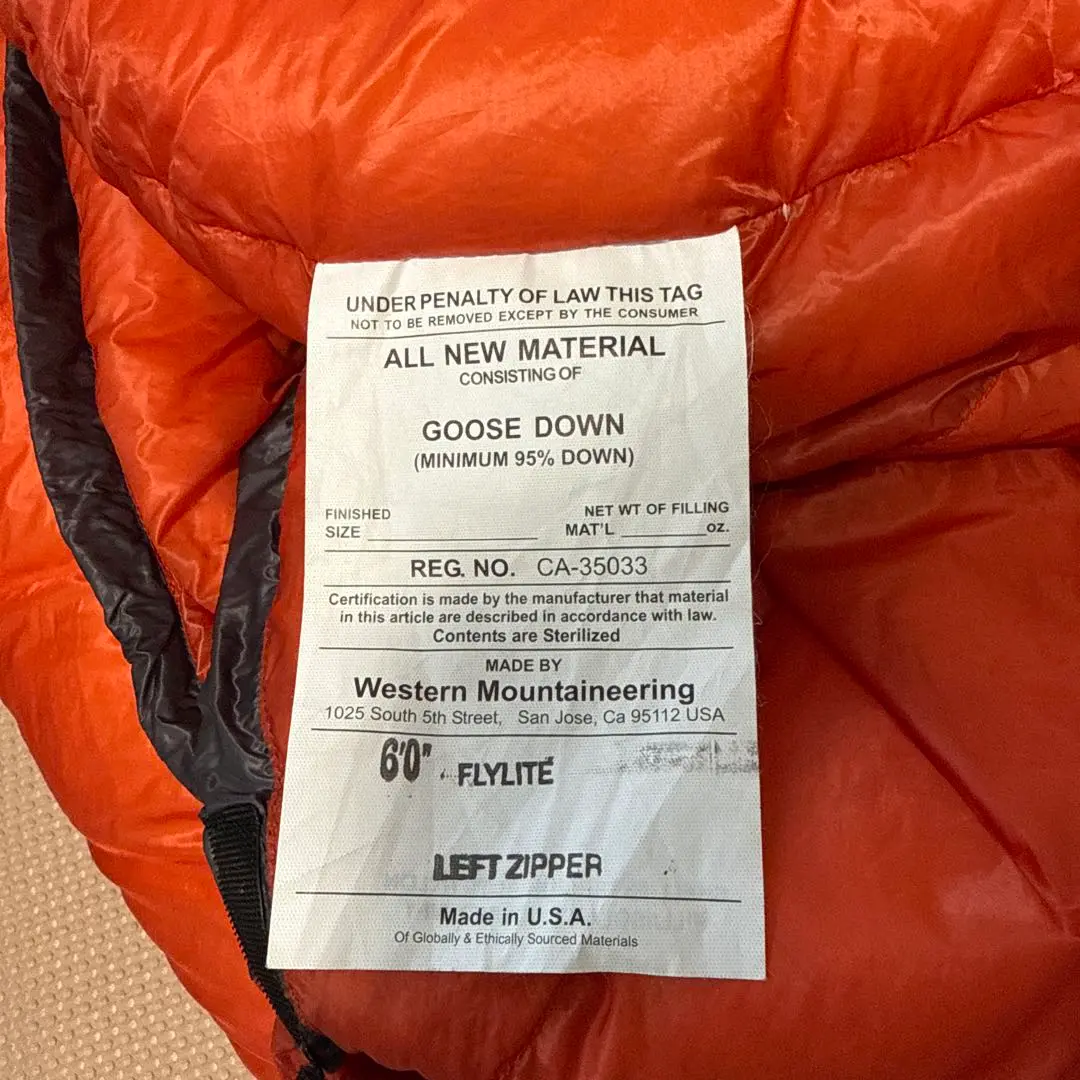 UNDER PENALTY OF LAW THIS TAG
NOT TO BE REMOVED EXCEPT BY THE CONSUMER
ALL NEW MATERIAL
CONSISTING OF
GOOSE DOWN
(MINIMUM 95% DOWN)
FINISHED SIZE
NET WT OF FILLING MAT'L oz.
REG. NO. CA-35033
Certification is made by the manufacturer that material
in this article are described in accordance with law.
Contents are Sterilized
MADE BY
Western Mountaineering
1025 South 5th Street, San Jose, Ca 95112 USA
6'0" FLYLITE
LEFT ZIPPER
Made in U.S.A.
Of Globally & Ethically Sourced Materials